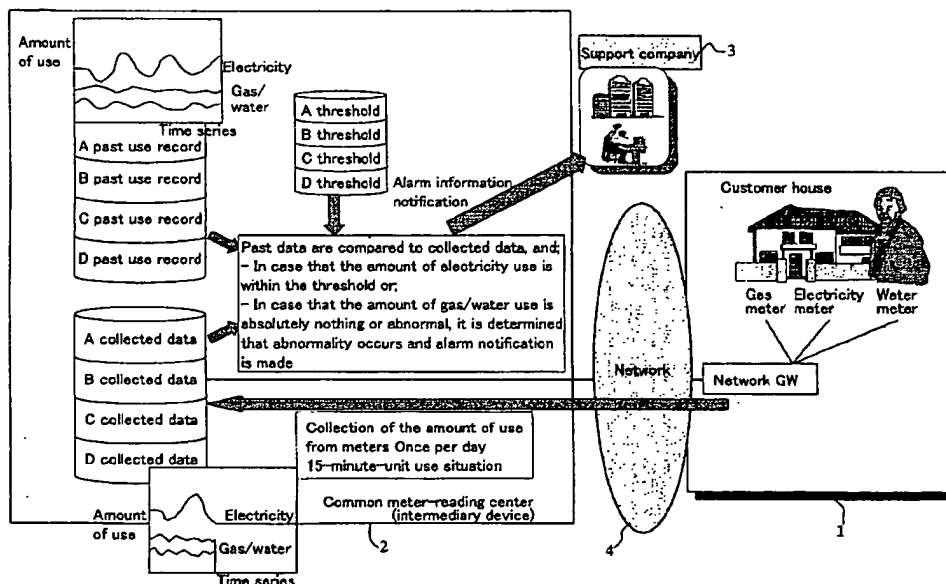 Amount
of use
Electricity
Gas/
water
Time series
A past use record
B past use record
C past use record
D past use record
A threshold
B threshold
C threshold
D threshold
Alarm information
notification
Support company
3
Past data are compared to collected data, and;
- In case that the amount of electricity use is
within the threshold or;
- In case that the amount of gas/water use is
absolutely nothing or abnormal, it is determined
that abnormality occurs and alarm notification
is made
Customer house
Gas
meter
Electricity
meter
Water
meter
Network GW
Network
A collected data
B collected data
C collected data
D collected data
Collection of the amount of use
from meters Once per day
15-minute-unit use situation
Common meter-reading center
(intermediary device)
2
4
1
Amount
of use
Electricity
Gas/water
Time series